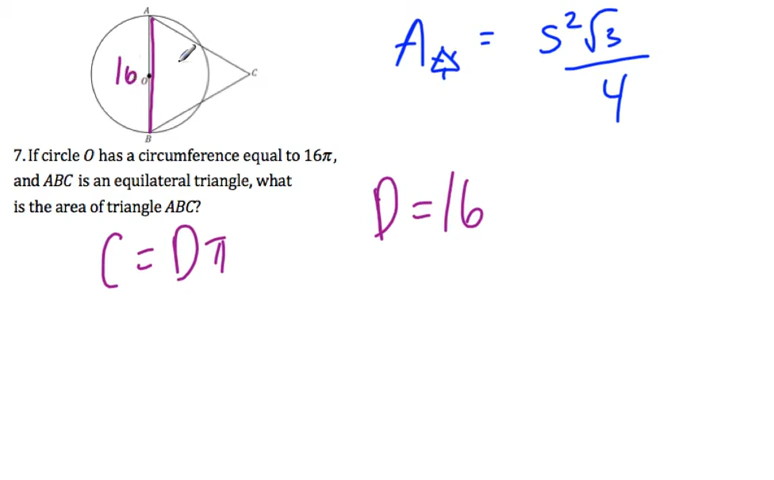 A
16
O
C
B
A△ = s²√3
4
7. If circle O has a circumference equal to 16π,
and ABC is an equilateral triangle, what
is the area of triangle ABC?
D = 16
C = Dπ